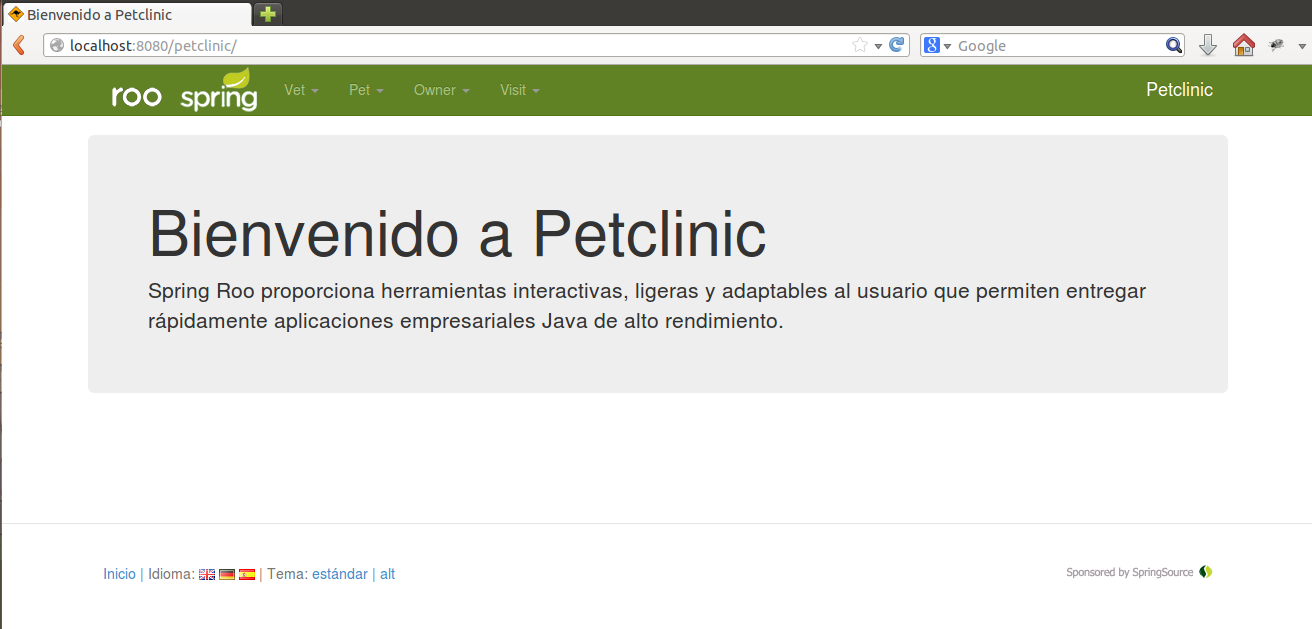 Bienvenido a Petclinic
localhost:8080/petclinic/
Google
roo spring Vet Pet Owner Visit Petclinic
Bienvenido a Petclinic
Spring Roo proporciona herramientas interactivas, ligeras y adaptables al usuario que permiten entregar
rápidamente aplicaciones empresariales Java de alto rendimiento.
Inicio | Idioma: | Tema: estándar | alt
Sponsored by SpringSource